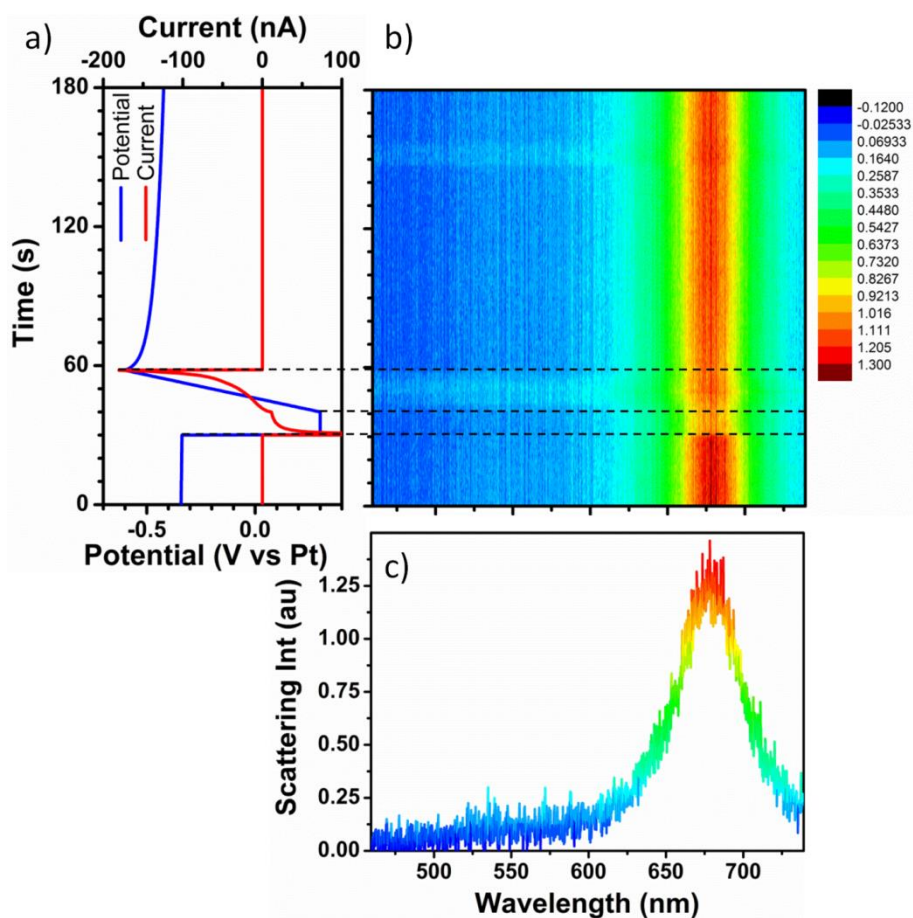 a)
Current (nA)
-200 -100 0 100
180
120
60
0
Time (s)
Potential
Current
-0.5 0.0
Potential (V vs Pt)
b)
-0.1200
-0.02533
0.06933
0.1640
0.2587
0.3533
0.4480
0.5427
0.6373
0.7320
0.8267
0.9213
1.016
1.111
1.205
1.300
c)
1.25
1.00
0.75
0.50
0.25
0.00
Scattering Int (au)
500 550 600 650 700
Wavelength (nm)